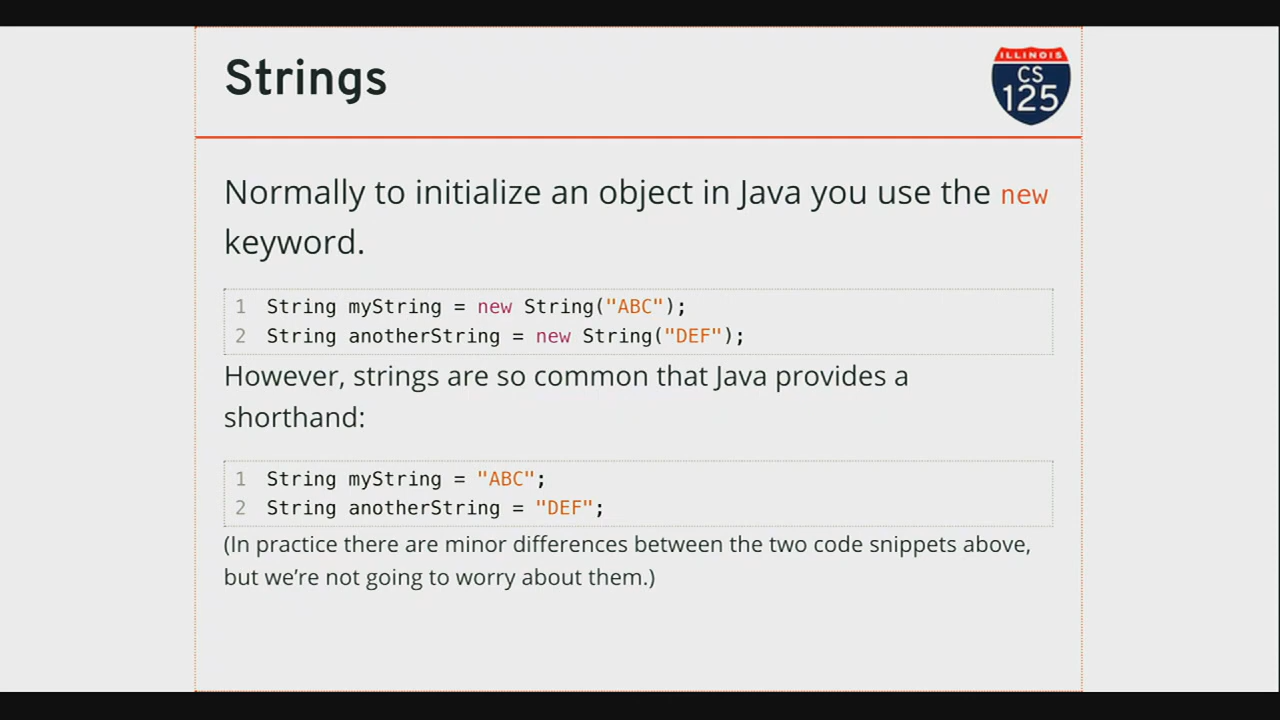 Strings
ILLINOIS
CS
125
Normally to initialize an object in Java you use the new
keyword.
1 String myString = new String("ABC");
2 String anotherString = new String("DEF");
However, strings are so common that Java provides a
shorthand:
1 String myString = "ABC";
2 String anotherString = "DEF";
(In practice there are minor differences between the two code snippets above,
but we’re not going to worry about them.)